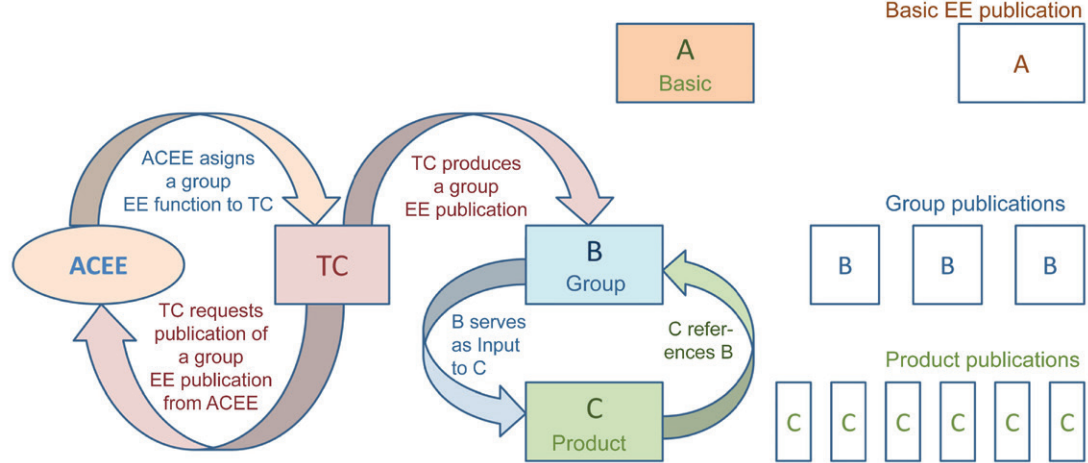 Basic EE publication
A
Basic
A
ACEE asigns
a group
EE function to TC
TC produces
a group
EE publication
Group publications
ACEE
TC
B
Group
B
B
B
TC requests
publication of
a group
EE publication
from ACEE
B serves
as Input
to C
C refer-
ences B
Product publications
C
Product
C
C
C
C
C
C